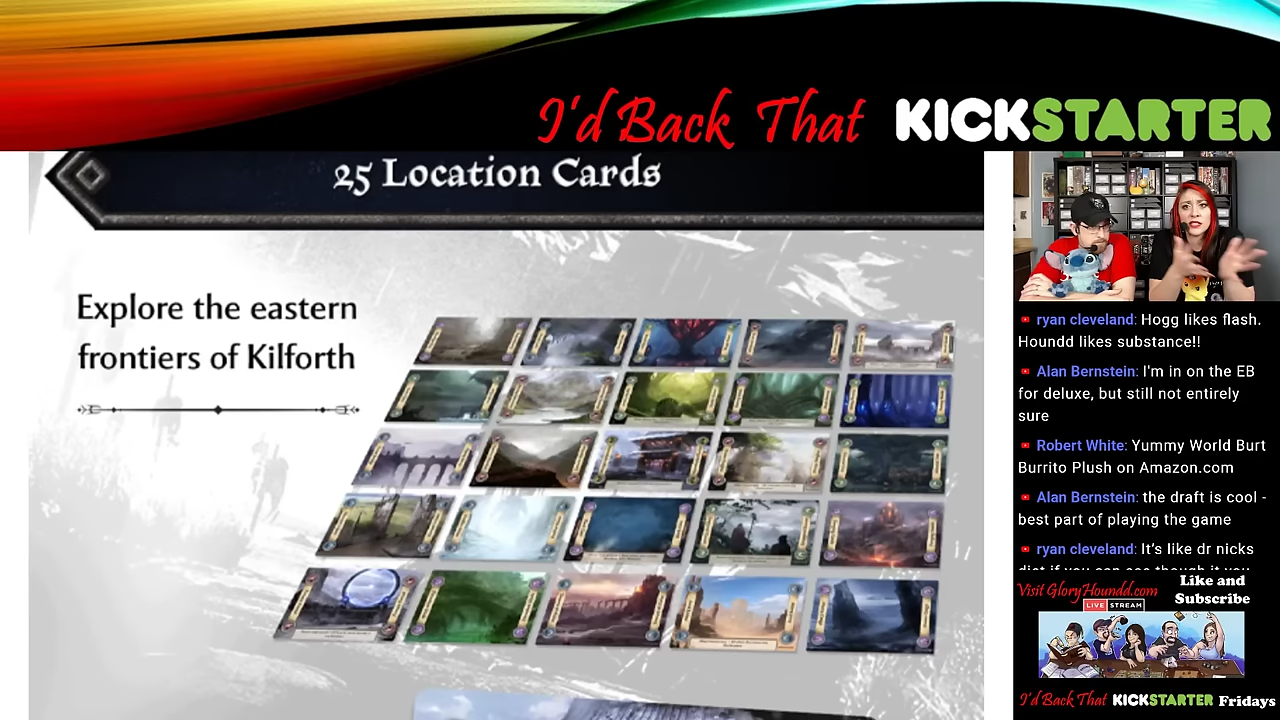 I'd Back That KICKSTARTER
25 Location Cards
Explore the eastern
frontiers of Kilforth
ryan cleveland: Hogg likes flash.
Houndd likes substance!!
Alan Bernstein: I'm in on the EB
for deluxe, but still not entirely
sure
Robert White: Yummy World Burt
Burrito Plush on Amazon.com
Alan Bernstein: the draft is cool -
best part of playing the game
ryan cleveland: It's like dr nicks
Visit GloryHoundd.com
LIVE STREAM
Like and
Subscribe
I'd Back That KICKSTARTER Fridays